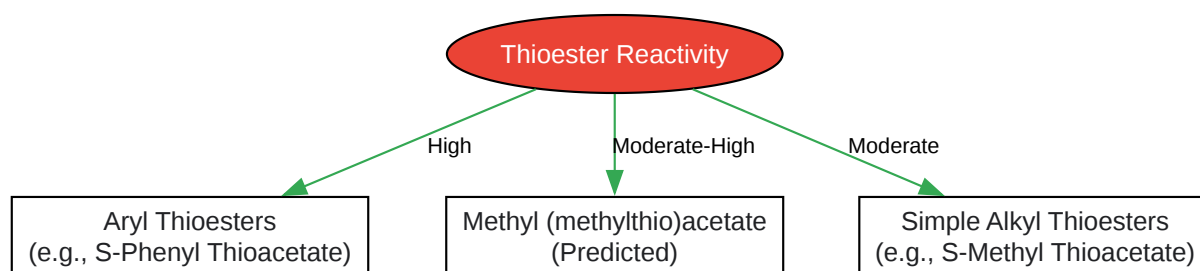 Thioester Reactivity
High
Moderate-High
Moderate
Aryl Thioesters
(e.g., S-Phenyl Thioacetate)
Methyl (methylthio)acetate
(Predicted)
Simple Alkyl Thioesters
(e.g., S-Methyl Thioacetate)